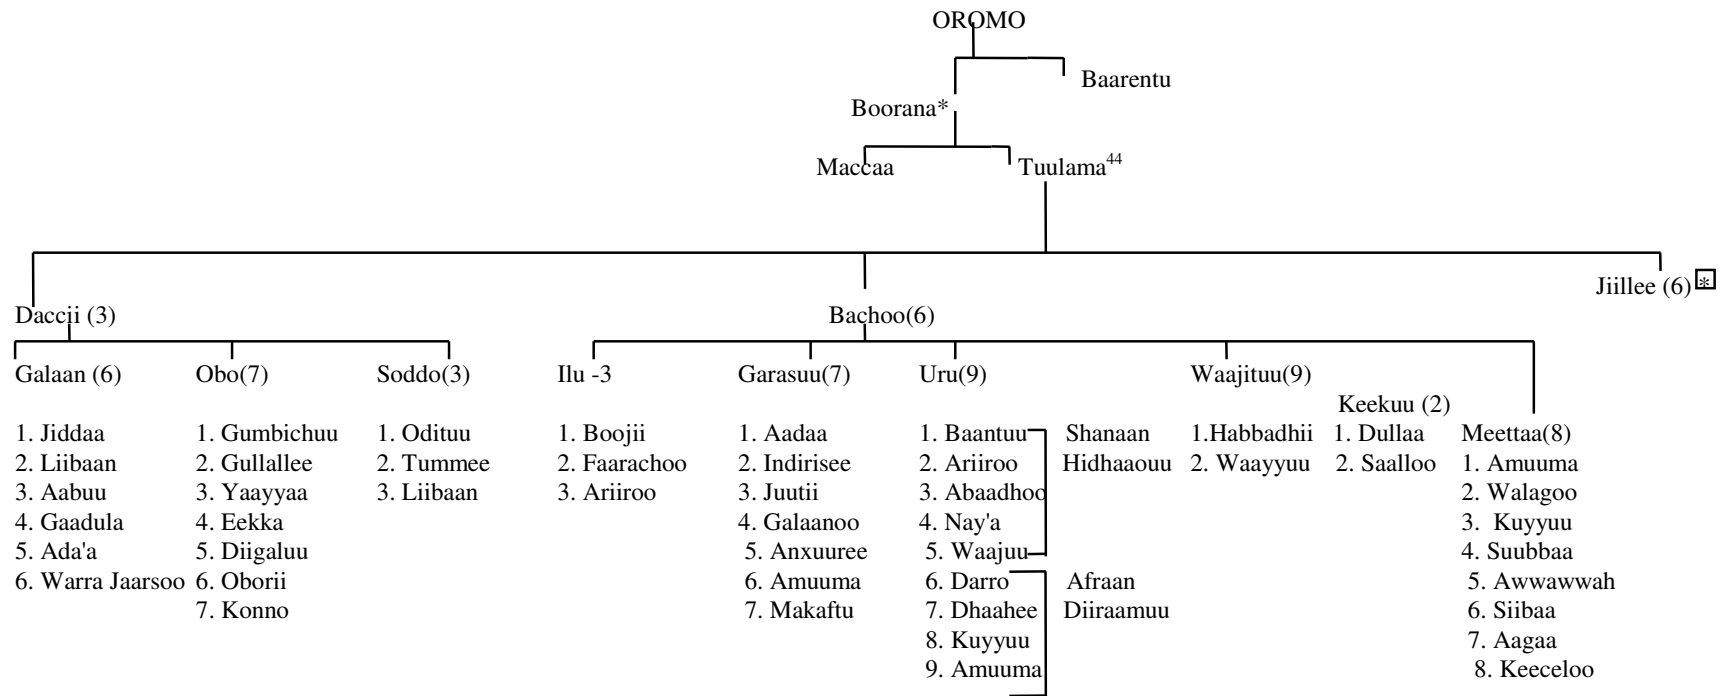 OROMO
Baarentu
Boorana*
Maccaa Tuulama44
Jiillee (6) *
Daccii (3) Bachoo(6)
Galaan (6) Obo(7) Soddo(3) Ilu -3 Garasuu(7) Uru(9) Waajituu(9)
Keekuu (2)
1. Jiddaa 1. Gumbichuu 1. Odituu 1. Boojii 1. Aadaa 1. Baantuu Shanaan 1.Habbadhii 1. Dullaa Meettaa(8)
2. Liibaan 2. Gullallee 2. Tummee 2. Faarachoo 2. Indirisee 2. Ariiroo Hidhaaouu 2. Waayyuu 2. Saalloo 1. Amuuma
3. Aabuu 3. Yaayyaa 3. Liibaan 3. Ariiroo 3. Juutii 3. Abaadhoo 2. Walagoo
4. Gaadula 4. Eekka 4. Galaanoo 4. Nay'a 3. Kuyyuu
5. Ada'a 5. Diigaluu 5. Anxuuree 5. Waajuu 4. Suubbaa
6. Warra Jaarsoo 6. Oborii 6. Amuuma 6. Darro Afraan 5. Awwawwah
7. Konno 7. Makaftu 7. Dhaahee Diiraamuu 6. Siibaa
8. Kuyyuu 7. Aagaa
9. Amuuma 8. Keeceloo